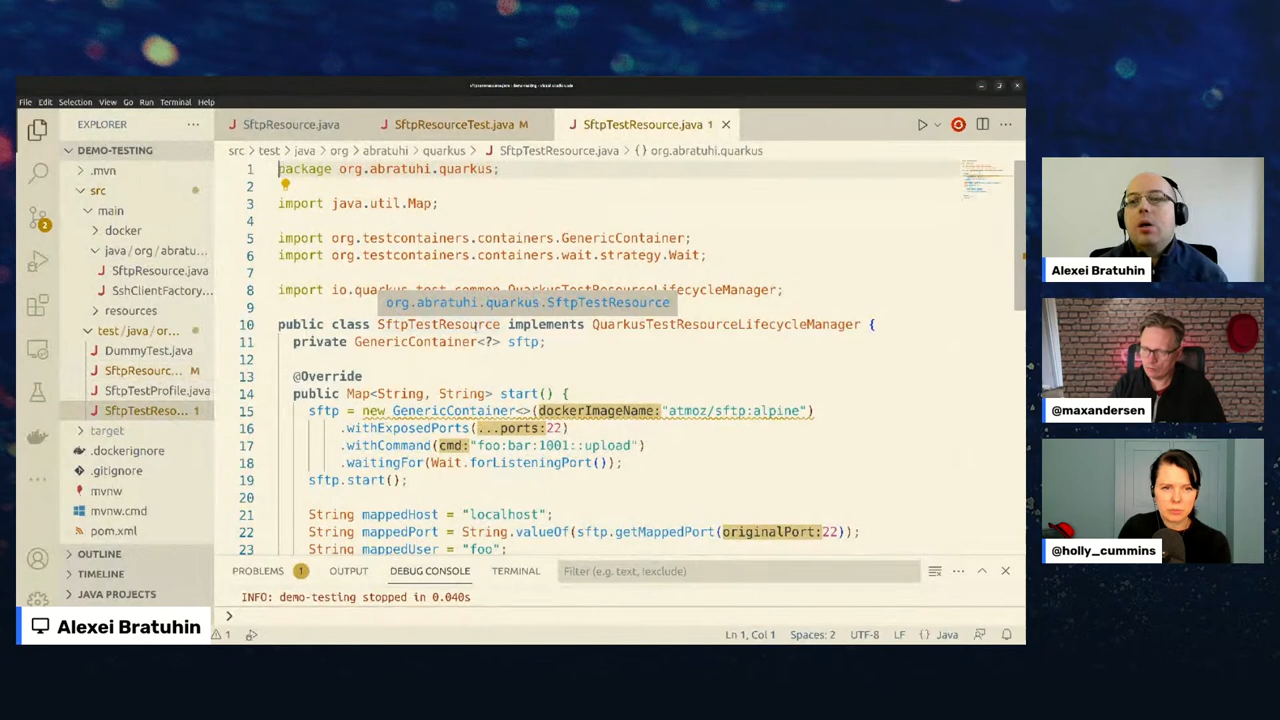 File Edit Selection View Go Run Terminal Help
EXPLORER ···
DEMO-TESTING
.mvn
src
main
docker
java/org/abratu...
SftpResource.java
SshClientFactory...
resources
test/java/or...
DummyTest.java
SftpResourc... M
SftpTestProfile.java
SftpTestReso... 1
target
.dockerignore
.gitignore
mvnw
mvnw.cmd
pom.xml
OUTLINE
TIMELINE
JAVA PROJECTS
2
SftpResource.java SftpResourceTest.java M SftpTestResource.java 1
src > test > java > org > abratuhi > quarkus > SftpTestResource.java > {} org.abratuhi.quarkus
1 package org.abratuhi.quarkus;
2
3 import java.util.Map;
4
5 import org.testcontainers.containers.GenericContainer;
6 import org.testcontainers.containers.wait.strategy.Wait;
7
8 import io.quarkus.test.common.QuarkusTestResourceLifecycleManager;
org.abratuhi.quarkus.SftpTestResource
9
10 public class SftpTestResource implements QuarkusTestResourceLifecycleManager {
11 private GenericContainer<?> sftp;
12
13 @Override
14 public Map<String, String> start() {
15 sftp = new GenericContainer<>(dockerImageName:"atmoz/sftp:alpine")
16 .withExposedPorts(...ports:22)
17 .withCommand(cmd:"foo:bar:1001::upload")
18 .waitingFor(Wait.forListeningPort());
19 sftp.start();
20
21 String mappedHost = "localhost";
22 String mappedPort = String.valueOf(sftp.getMappedPort(originalPort:22));
23 String mappedUser = "foo";
PROBLEMS 1 OUTPUT DEBUG CONSOLE TERMINAL Filter (e.g. text, !exclude)
INFO: demo-testing stopped in 0.040s
>
1 Ln 1, Col 1 Spaces: 2 UTF-8 LF {} Java
Alexei Bratuhin
Alexei Bratuhin
@maxandersen
@holly_cummins